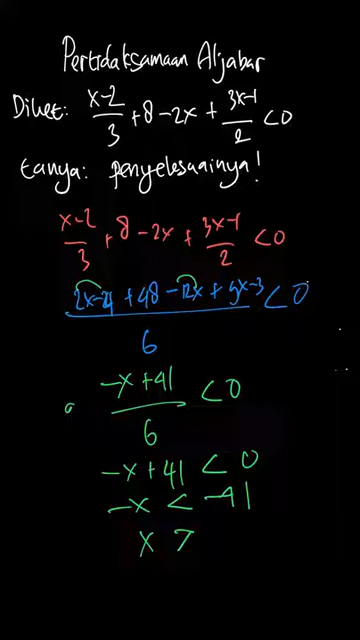 Pertidaksamaan Aljabar
Diket: x-2/3 + 8 - 2x + 3x-1/2 < 0
tanya: penyelesaiannya!
x-2/3 + 8 - 2x + 3x-1/2 < 0
2x-4 + 48 - 12x + 9x-3 / 6 < 0
-x+41 / 6 < 0
-x+41 < 0
-x < -41
x >